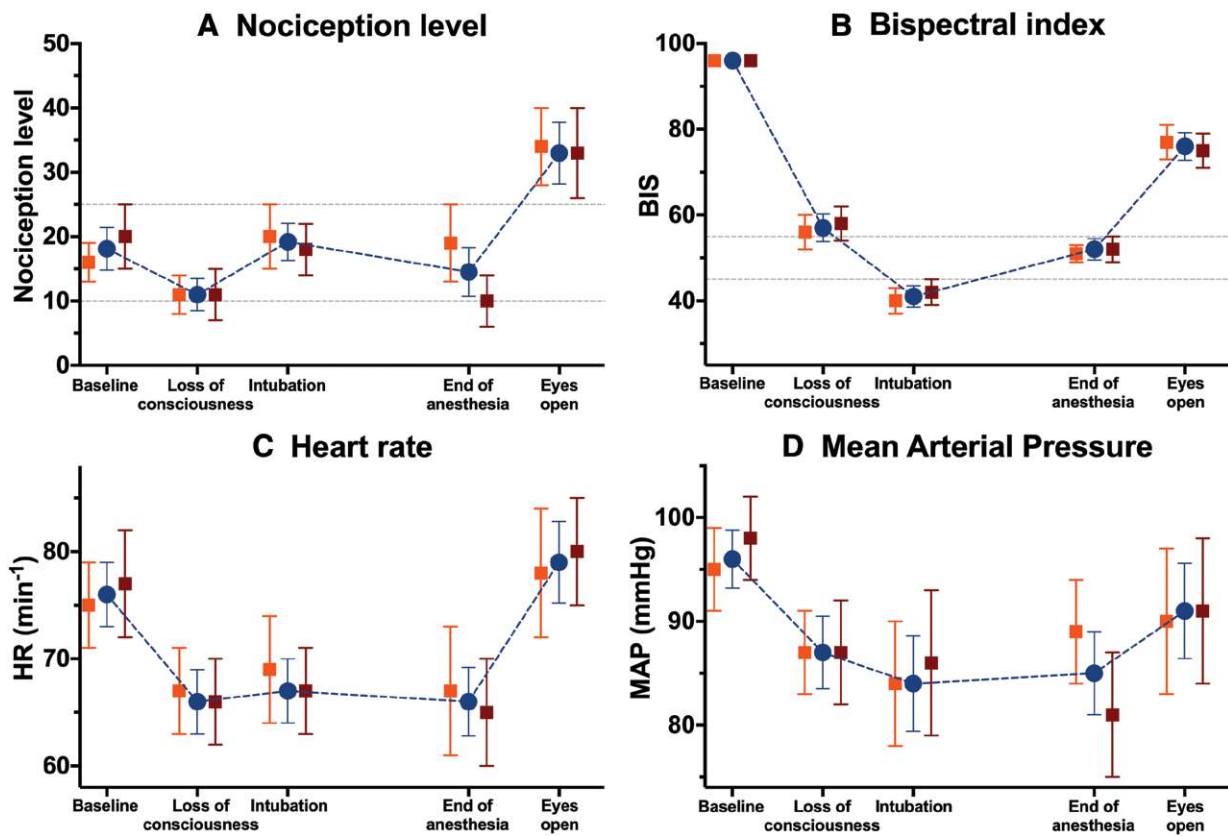 A Nociception level
Nociception level
50
40
30
20
10
0
Baseline
Loss of
consciousness
Intubation
End of
anesthesia
Eyes
open
B Bispectral index
BIS
100
80
60
40
Baseline
Loss of
consciousness
Intubation
End of
anesthesia
Eyes
open
C Heart rate
HR (min⁻¹)
80
70
60
Baseline
Loss of
consciousness
Intubation
End of
anesthesia
Eyes
open
D Mean Arterial Pressure
MAP (mmHg)
100
90
80
Baseline
Loss of
consciousness
Intubation
End of
anesthesia
Eyes
open